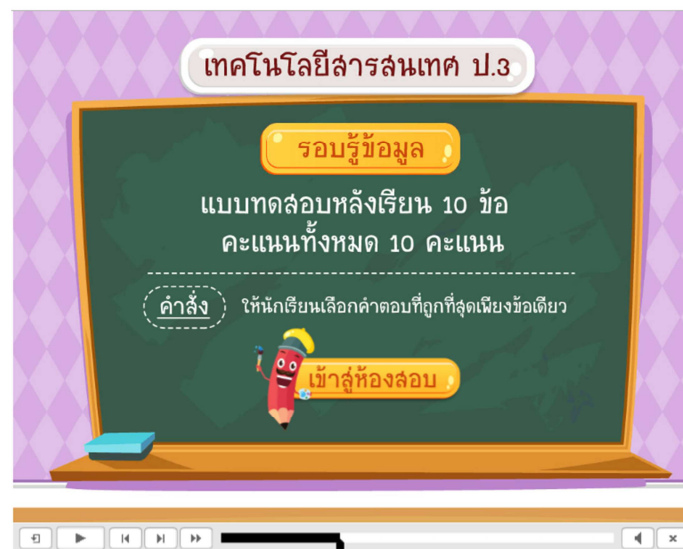 เทคโนโลยีสารสนเทศ ป.3
รอบรู้ข้อมูล
แบบทดสอบหลังเรียน 10 ข้อ
คะแนนทั้งหมด 10 คะแนน
คำสั่ง ให้นักเรียนเลือกคำตอบที่ถูกที่สุดเพียงข้อเดียว
เข้าสู่ห้องสอบ